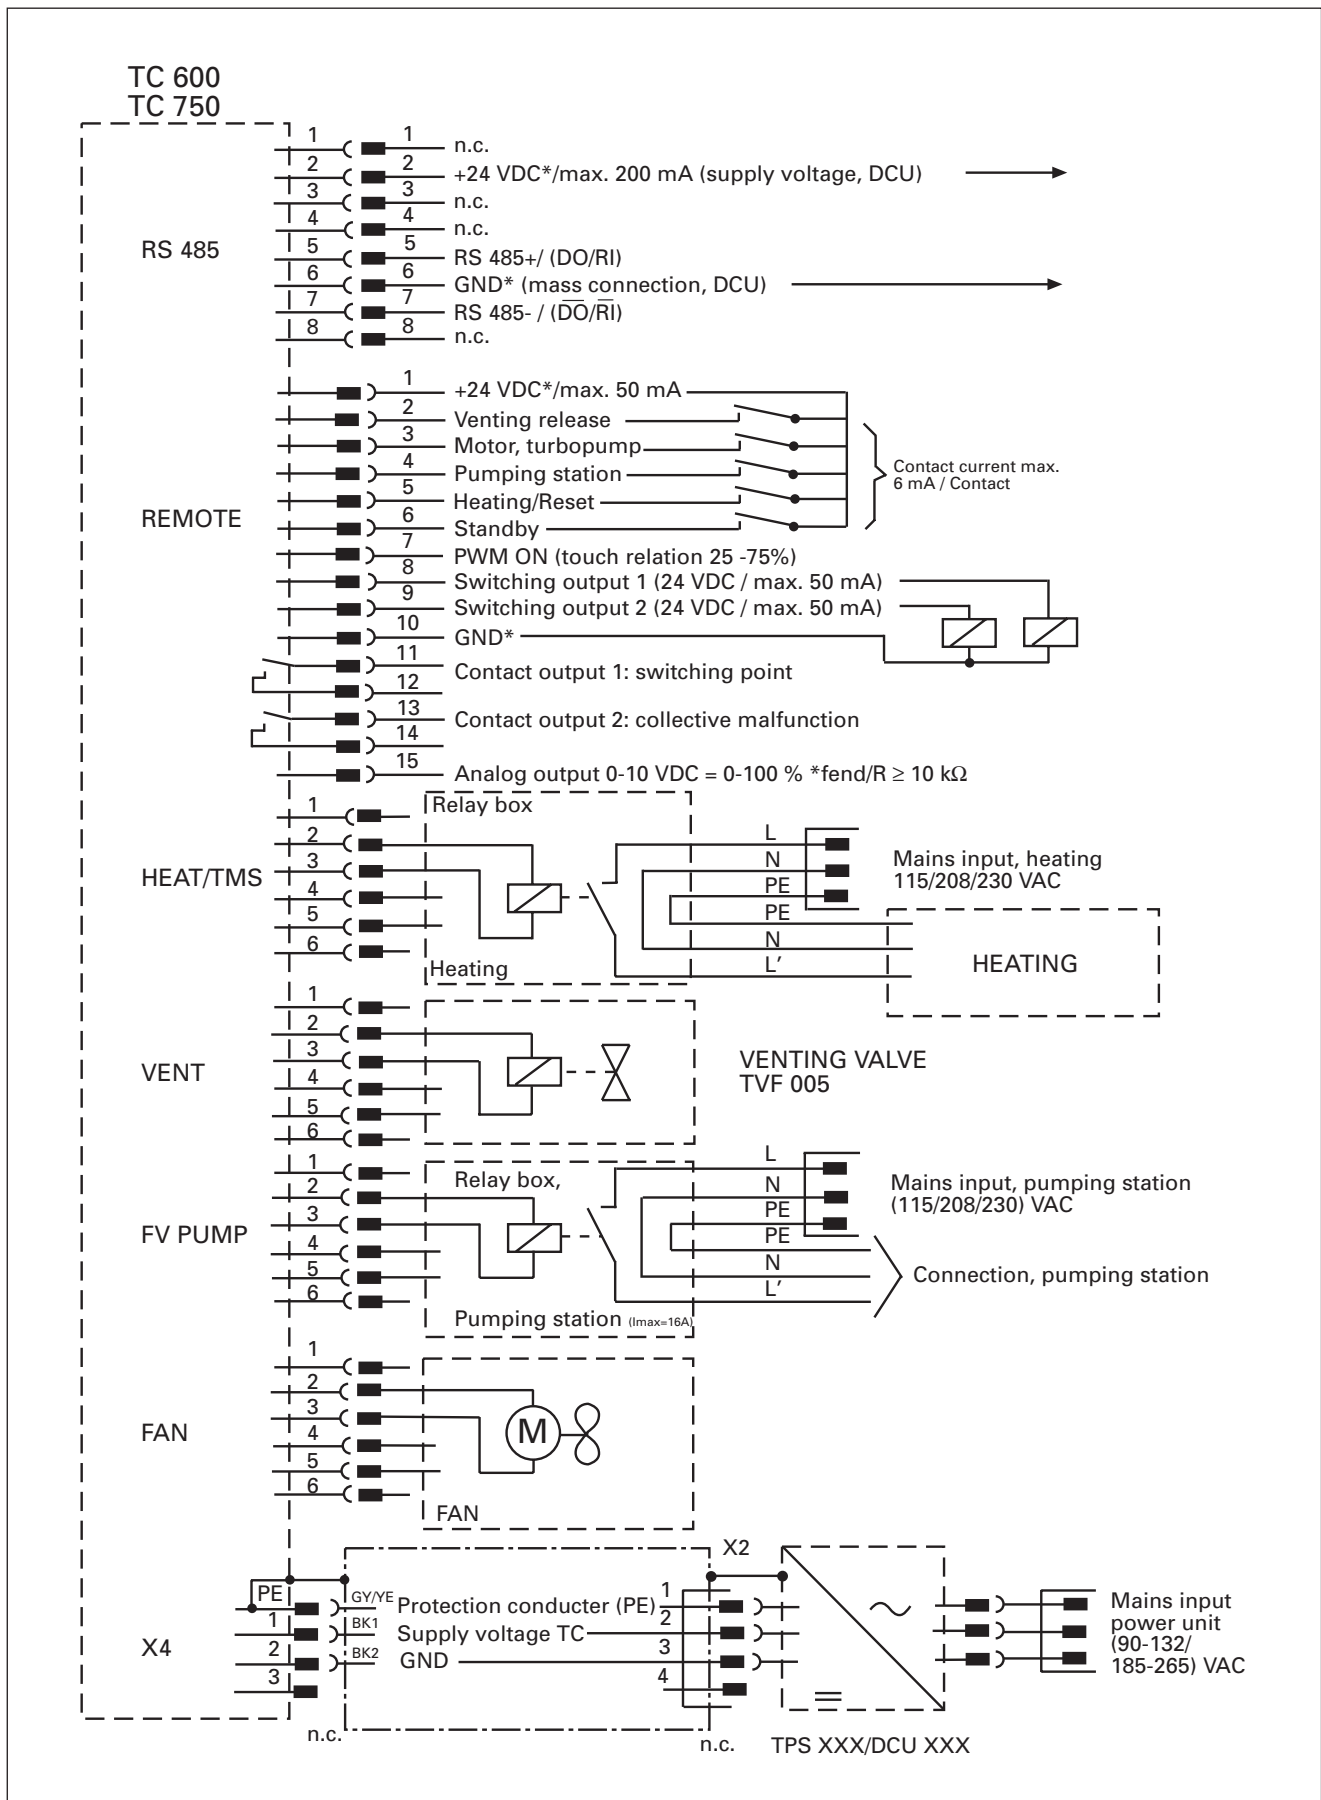 TC 600
TC 750
RS 485
1 1 n.c.
2 2 +24 VDC*/max. 200 mA (supply voltage, DCU)
3 3 n.c.
4 4 n.c.
5 5 RS 485+/ (DO/RI)
6 6 GND* (mass connection, DCU)
7 7 RS 485- / (D̅O̅/R̅I̅)
8 8 n.c.
REMOTE
1 +24 VDC*/max. 50 mA
2 Venting release
3 Motor, turbopump
4 Pumping station
5 Heating/Reset
6 Standby
Contact current max.
6 mA / Contact
7 PWM ON (touch relation 25 -75%)
8 Switching output 1 (24 VDC / max. 50 mA)
9 Switching output 2 (24 VDC / max. 50 mA)
10 GND*
11 Contact output 1: switching point
12
13 Contact output 2: collective malfunction
14
15 Analog output 0-10 VDC = 0-100 % *fend/R ≥ 10 kΩ
HEAT/TMS
1
2
3
4
5
6
Relay box
Heating
L
N
PE
PE
N
L′
Mains input, heating
115/208/230 VAC
HEATING
VENT
1
2
3
4
5
6
VENTING VALVE
TVF 005
FV PUMP
1
2
3
4
5
6
Relay box,
Pumping station (Imax=16A)
L
N
PE
PE
N
L′
Mains input, pumping station
(115/208/230) VAC
Connection, pumping station
FAN
1
2
3
4
5
6
M
FAN
X4
PE
1
2
3
n.c.
GY/YE
BK1
BK2
Protection conducter (PE)
Supply voltage TC
GND
X2
1
2
3
4
n.c.
TPS XXX/DCU XXX
Mains input
power unit
(90-132/
185-265) VAC